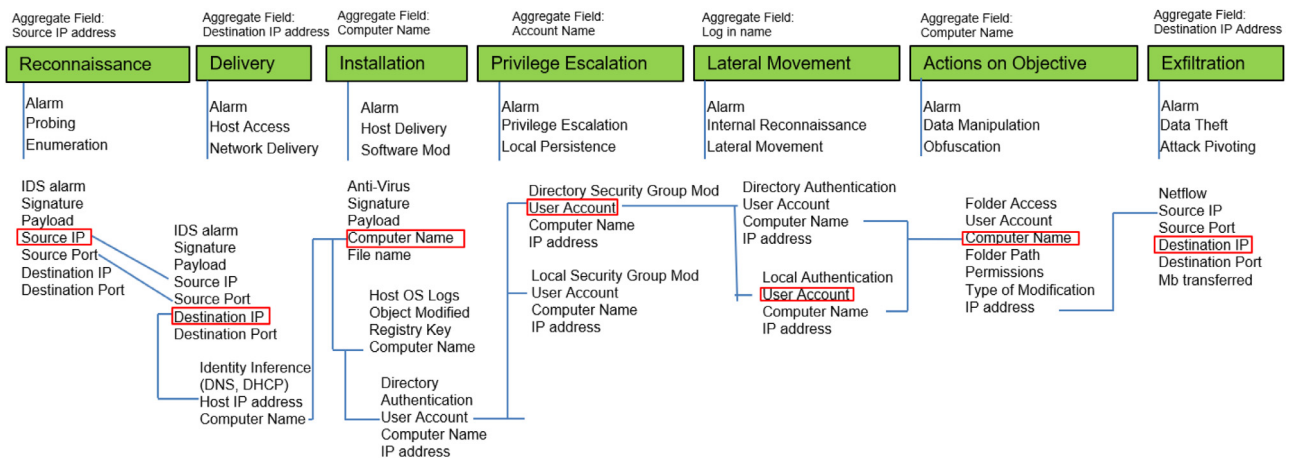 Aggregate Field:
Source IP address
Reconnaissance
Alarm
Probing
Enumeration
IDS alarm
Signature
Payload
Source IP
Source Port
Destination IP
Destination Port
Aggregate Field:
Destination IP address
Delivery
Alarm
Host Access
Network Delivery
IDS alarm
Signature
Payload
Source IP
Source Port
Destination IP
Destination Port
Identity Inference
(DNS, DHCP)
Host IP address
Computer Name
Aggregate Field:
Computer Name
Installation
Alarm
Host Delivery
Software Mod
Anti-Virus
Signature
Payload
Computer Name
File name
Host OS Logs
Object Modified
Registry Key
Computer Name
Directory
Authentication
User Account
Computer Name
IP address
Aggregate Field:
Account Name
Privilege Escalation
Alarm
Privilege Escalation
Local Persistence
Directory Security Group Mod
User Account
Computer Name
IP address
Local Security Group Mod
User Account
Computer Name
IP address
Aggregate Field:
Log in name
Lateral Movement
Alarm
Internal Reconnaissance
Lateral Movement
Directory Authentication
User Account
Computer Name
IP address
Local Authentication
User Account
Computer Name
IP address
Aggregate Field:
Computer Name
Actions on Objective
Alarm
Data Manipulation
Obfuscation
Folder Access
User Account
Computer Name
Folder Path
Permissions
Type of Modification
IP address
Aggregate Field:
Destination IP Address
Exfiltration
Alarm
Data Theft
Attack Pivoting
Netflow
Source IP
Source Port
Destination IP
Destination Port
Mb transferred